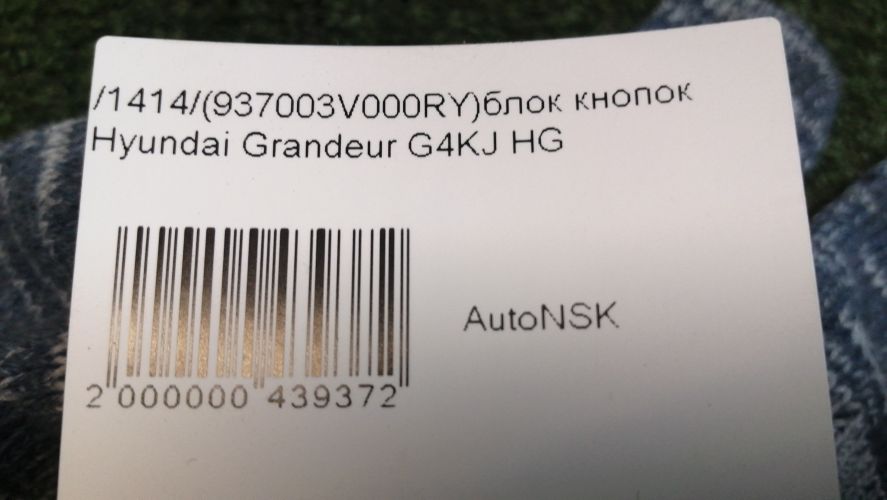 /1414/(937003V000RY)блок кнопок
Hyundai Grandeur G4KJ HG
AutoNSK
2 000000 439372